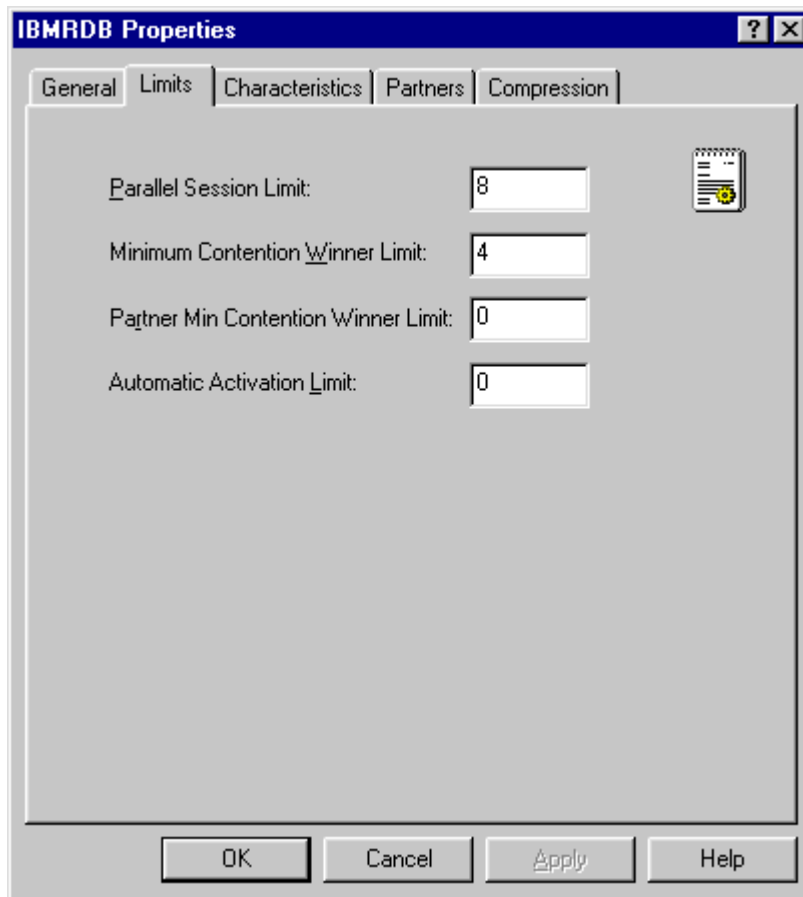 IBMRDB Properties
General Limits Characteristics Partners Compression
Parallel Session Limit: 8
Minimum Contention Winner Limit: 4
Partner Min Contention Winner Limit: 0
Automatic Activation Limit: 0
OK Cancel Apply Help